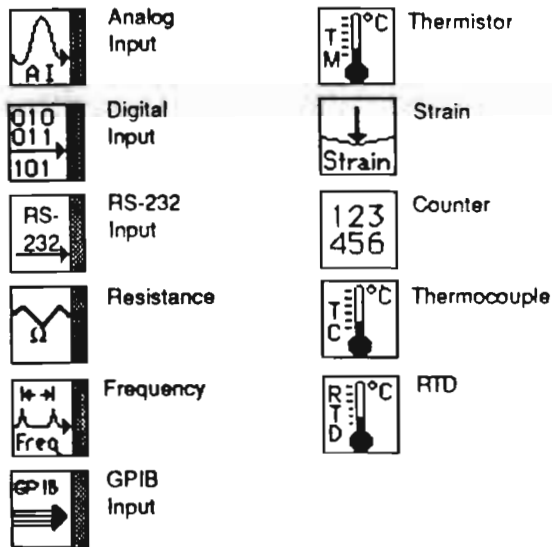 Analog
Input
AI
Digital
Input
010
011
101
RS-232
Input
RS-
232
Resistance
Ω
Frequency
Freq
GPIB
Input
GPIB
Thermistor
°C
T
M
Strain
Strain
Counter
123
456
Thermocouple
°C
T
C
RTD
°C
R
T
D